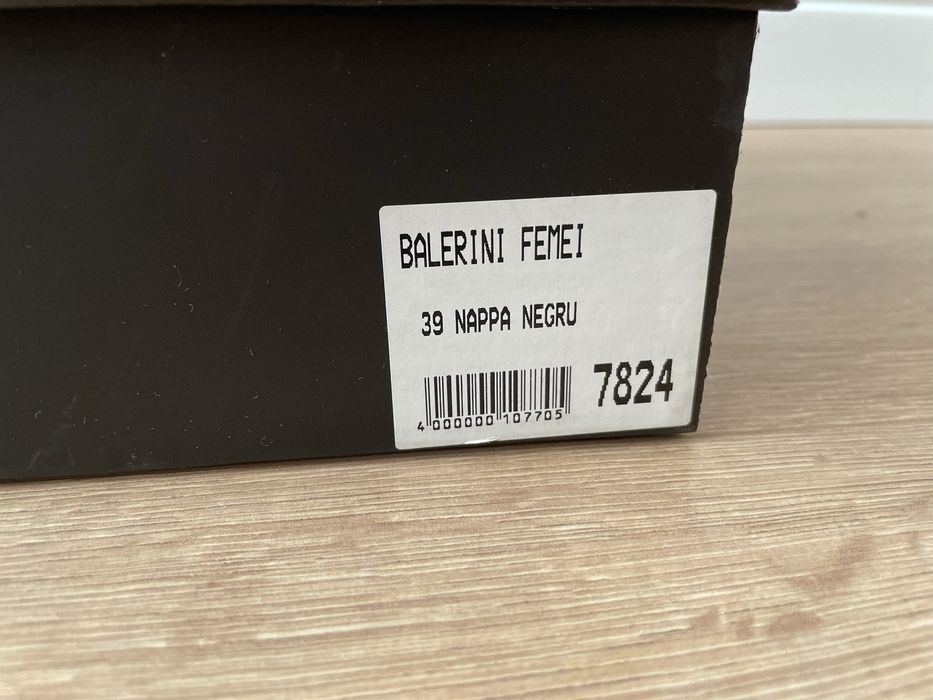 BALERINI FEMEI
39 NAPPA NEGRU
7824
4 000000 107705